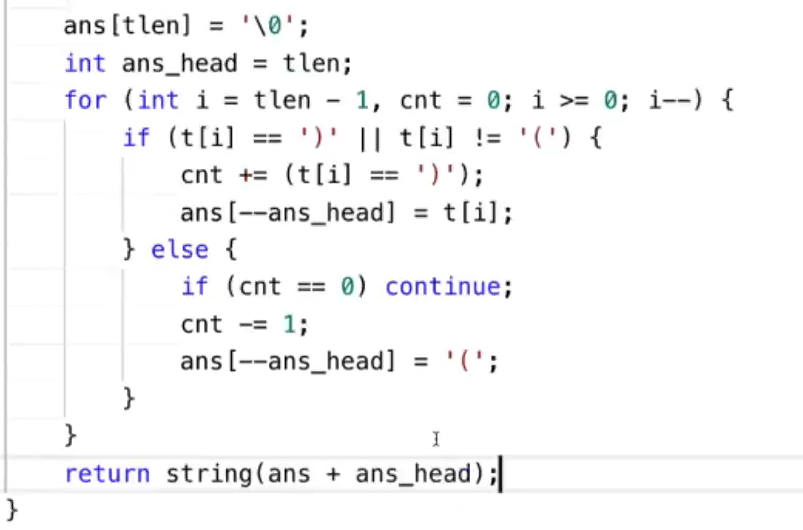 ans[tlen] = '\0';
int ans_head = tlen;
for (int i = tlen - 1, cnt = 0; i >= 0; i--) {
if (t[i] == ')' || t[i] != '(') {
cnt += (t[i] == ')');
ans[--ans_head] = t[i];
} else {
if (cnt == 0) continue;
cnt -= 1;
ans[--ans_head] = '(';
}
}
return string(ans + ans_head);
}